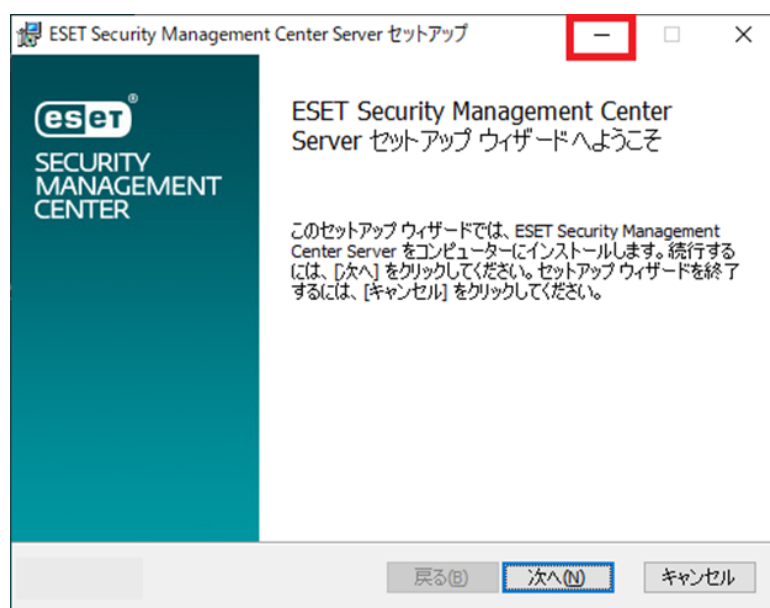 ESET Security Management Center Server セットアップ
eset®
SECURITY
MANAGEMENT
CENTER
ESET Security Management Center
Server セットアップ ウィザードへようこそ
このセットアップ ウィザードでは、ESET Security Management
Center Server をコンピューターにインストールします。続行する
には、[次へ] をクリックしてください。セットアップ ウィザードを終了
するには、[キャンセル] をクリックしてください。
戻る(B)
次へ(N)
キャンセル